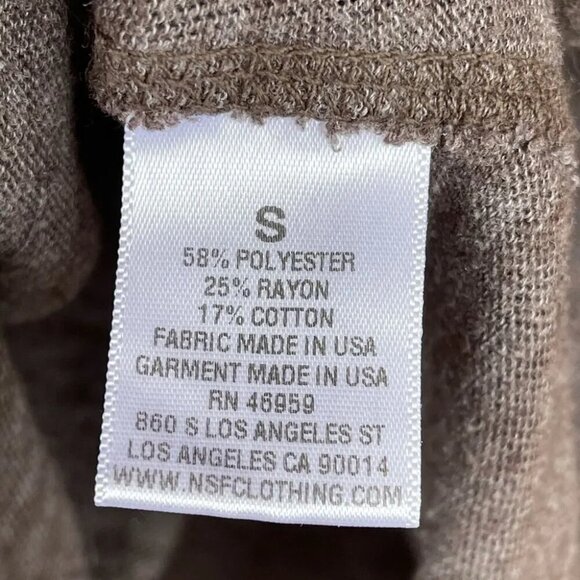 S
58% POLYESTER
25% RAYON
17% COTTON
FABRIC MADE IN USA
GARMENT MADE IN USA
RN 46959
860 S LOS ANGELES ST
LOS ANGELES CA 90014
WWW.NSFCLOTHING.COM